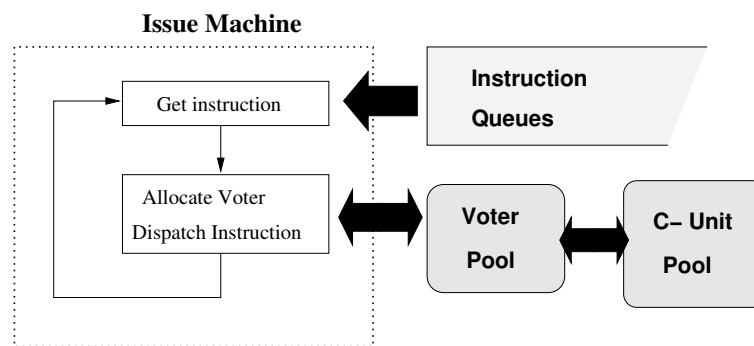 Issue Machine
Get instruction
Instruction
Queues
Allocate Voter
Dispatch Instruction
Voter
Pool
C– Unit
Pool